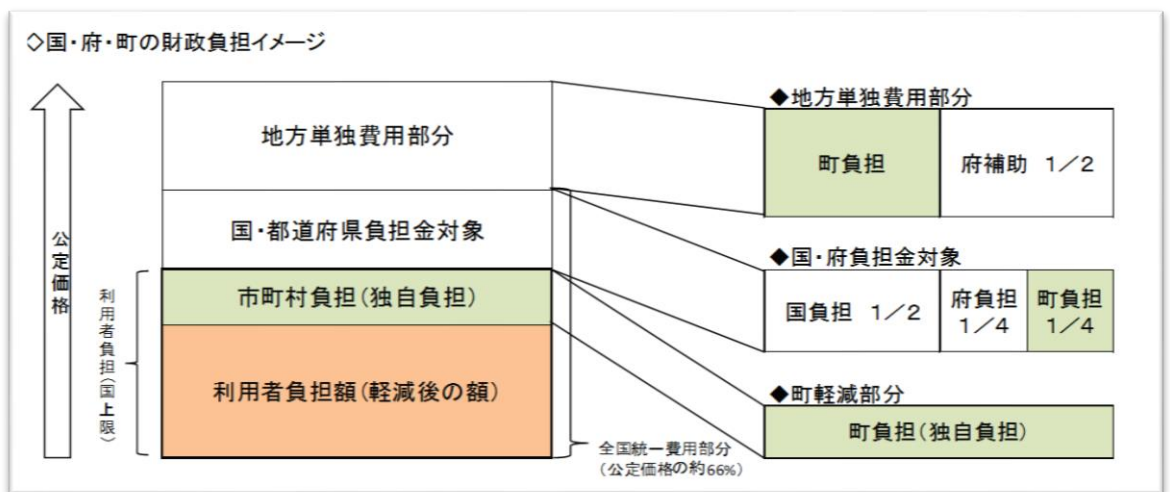 ◇国・府・町の財政負担イメージ
公定価格
利用者負担(国上限)
地方単独費用部分
国・都道府県負担金対象
市町村負担(独自負担)
利用者負担額(軽減後の額)
全国統一費用部分
(公定価格の約66%)
◆地方単独費用部分
町負担
府補助 1/2
◆国・府負担金対象
国負担 1/2
府負担
1/4
町負担
1/4
◆町軽減部分
町負担(独自負担)